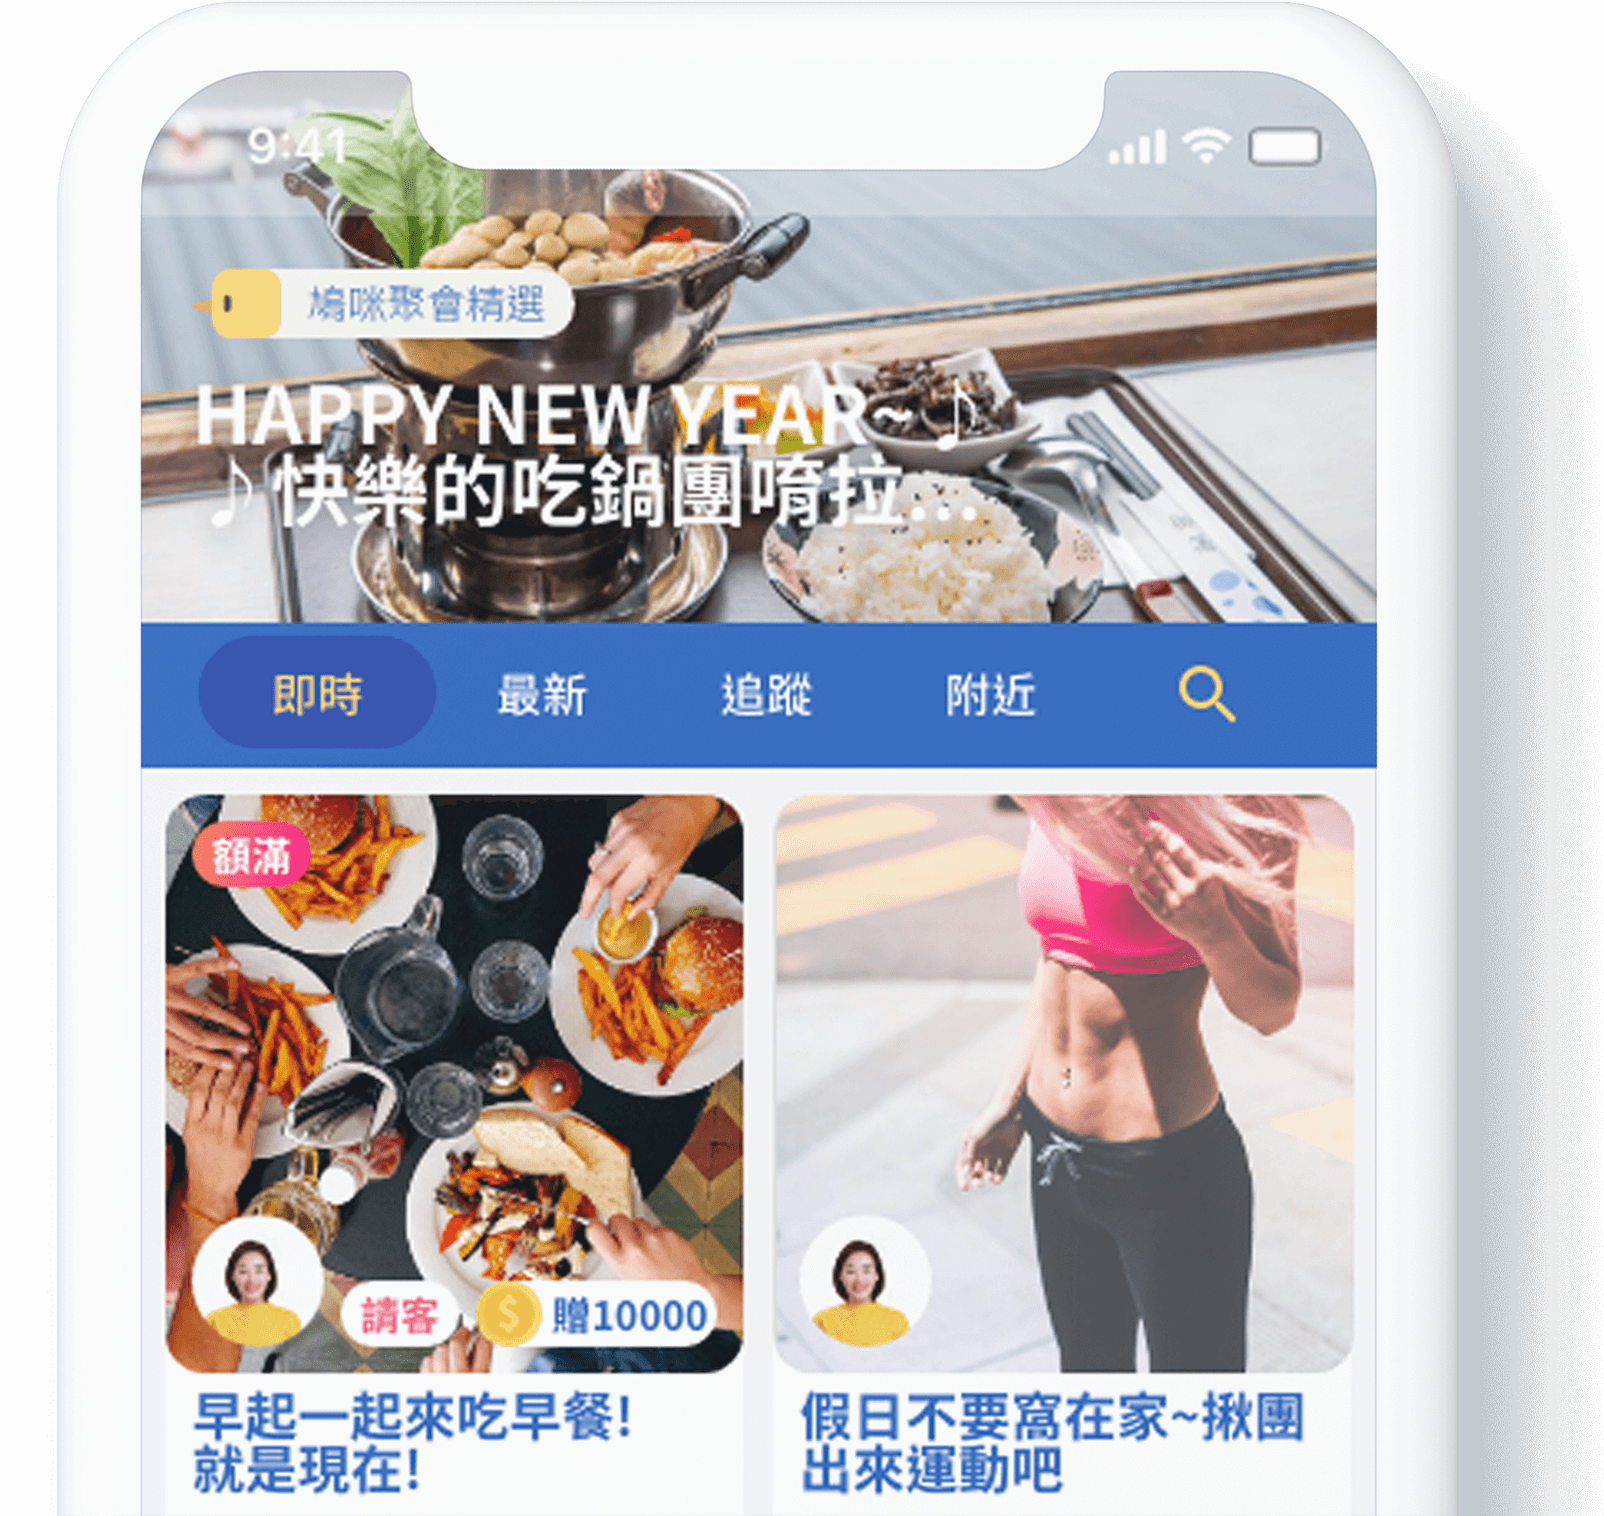 9:41
鳩咪聚會精選
HAPPY NEW YEAR~ ♪
♪快樂的吃鍋團唷拉...
即時
最新
追蹤
附近
額滿
請客
$ 贈10000
早起一起來吃早餐!
就是現在!
假日不要窩在家~揪團
出來運動吧